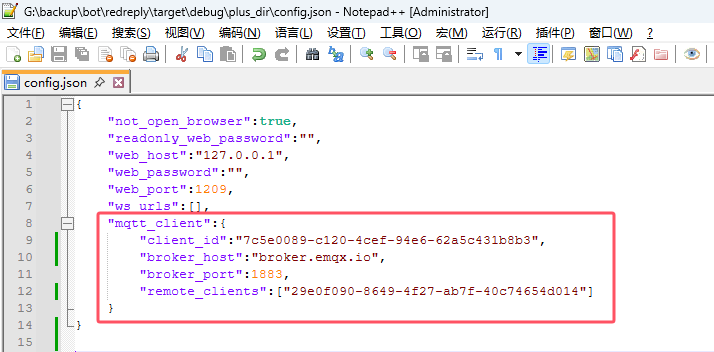 G:\backup\bot\redreply\target\debug\plus_dir\config.json - Notepad++ [Administrator]
文件(F) 编辑(E) 搜索(S) 视图(V) 编码(N) 语言(L) 设置(T) 工具(O) 宏(M) 运行(R) 插件(P) 窗口(W) ?
config.json
1 {
2 "not_open_browser":true,
3 "readonly_web_password":"",
4 "web_host":"127.0.0.1",
5 "web_password":"",
6 "web_port":1209,
7 "ws_urls":[],
8 "mqtt_client":{
9 "client_id":"7c5e0089-c120-4cef-94e6-62a5c431b8b3",
10 "broker_host":"broker.emqx.io",
11 "broker_port":1883,
12 "remote_clients":["29e0f090-8649-4f27-ab7f-40c74654d014"]
13 }
14 }
15